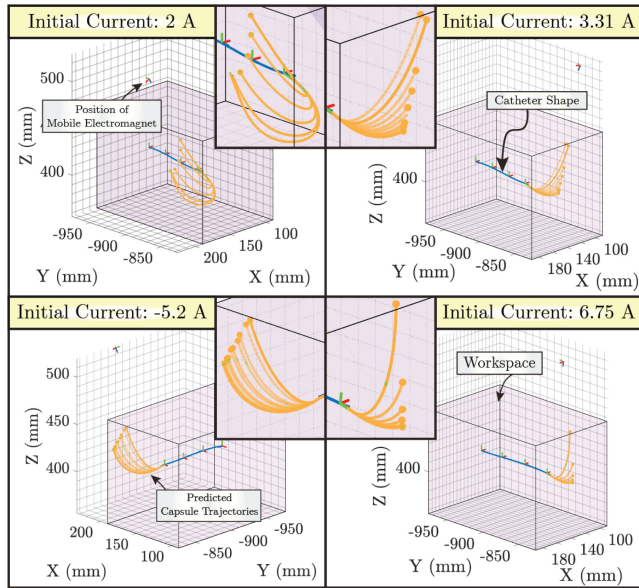 Initial Current: 2 A
500
400
Z (mm)
Position of
Mobile Electromagnet
-950
-900
-850
Y (mm)
200
150
100
X (mm)
Initial Current: 3.31 A
Catheter Shape
400
Z (mm)
-950
-900
-850
Y (mm)
180
140
100
X (mm)
Initial Current: -5.2 A
500
450
400
Z (mm)
Predicted
Capsule Trajectories
200
150
100
X (mm)
-850
-900
-950
Y (mm)
Initial Current: 6.75 A
Workspace
400
Z (mm)
-950
-900
-850
Y (mm)
180
140
100
X (mm)